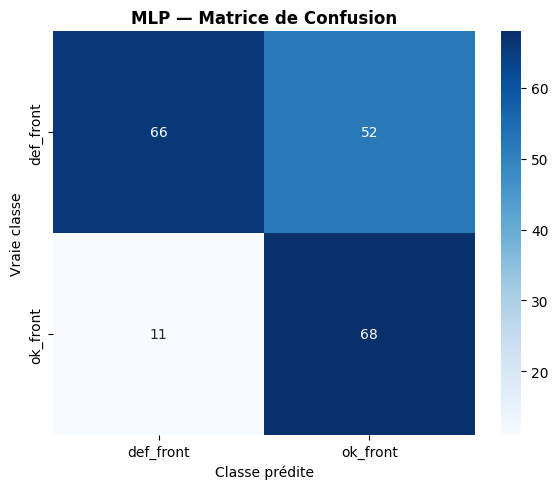 MLP — Matrice de Confusion
Vraie classe
def_front
ok_front
66
52
11
68
def_front
ok_front
Classe prédite
60
50
40
30
20